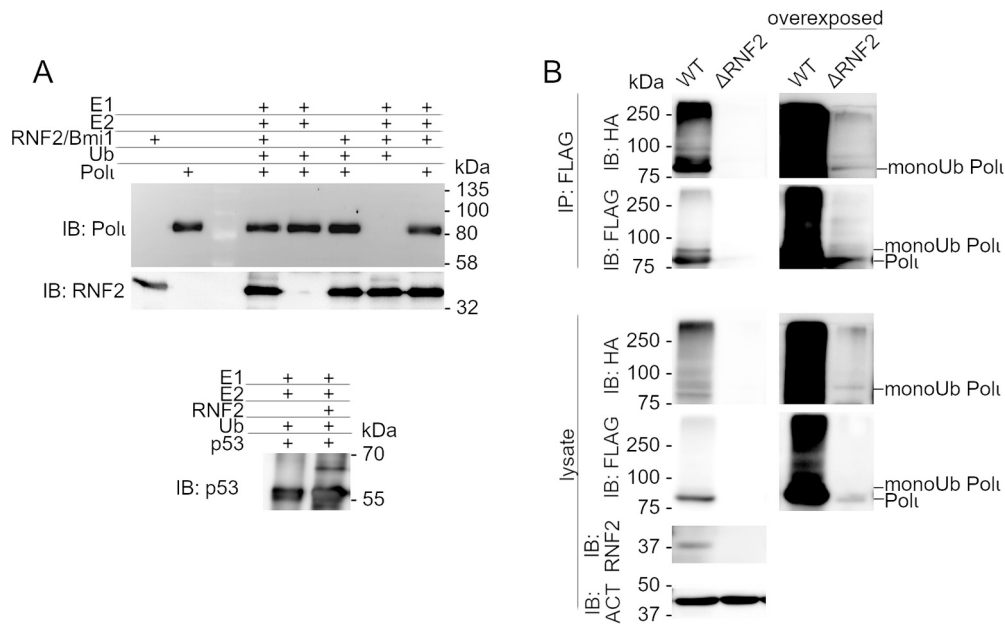 A
E1 + + + +
E2 + + + +
RNF2/Bmi1 + + + + +
Ub + + + +
Polι + + + + +
kDa
IB: Polι
- 135
- 100
- 80
- 58
IB: RNF2
- 32
E1 + +
E2 + +
RNF2 +
Ub + +
p53 + +
kDa
- 70
IB: p53
- 55
B
overexposed
kDa WT ΔRNF2 WT ΔRNF2
IP: FLAG
IB: HA
250 -
100 -
75 -
monoUb Polι
IB: FLAG
250 -
100 -
75 -
monoUb Polι
Polι
lysate
IB: HA
250 -
100 -
75 -
monoUb Polι
IB: FLAG
250 -
100 -
75 -
monoUb Polι
Polι
IB: RNF2
37 -
IB: ACT
50 -
37 -